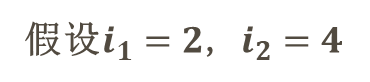 假设i₁ = 2, i₂ = 4